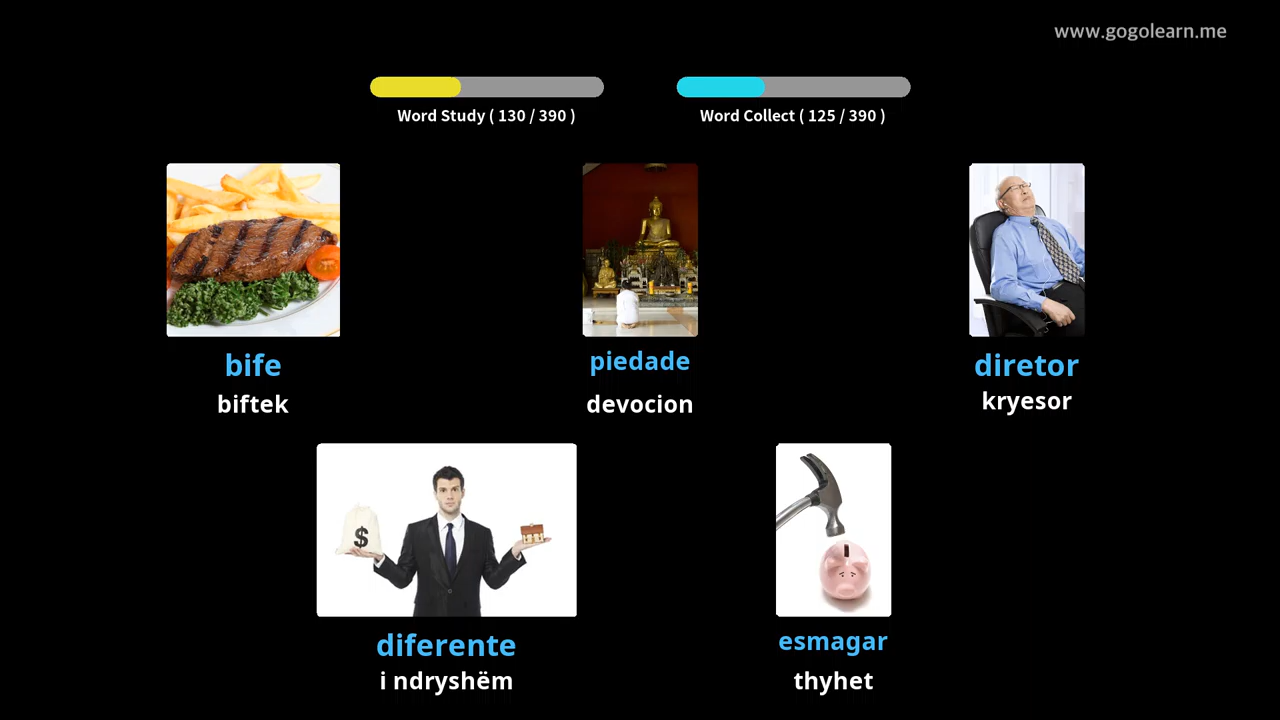 www.gogolearn.me
Word Study ( 130 / 390 )
Word Collect ( 125 / 390 )
bife
biftek
piedade
devocion
diretor
kryesor
$
diferente
i ndryshëm
esmagar
thyhet